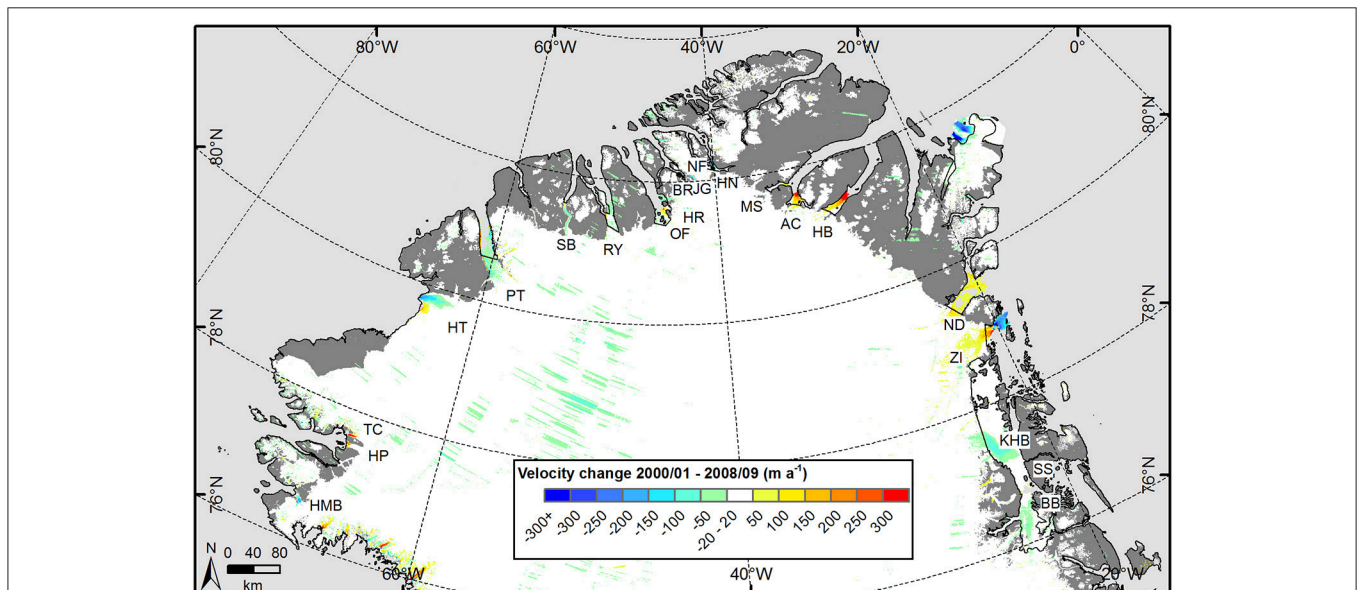 80°W 60°W 40°W 20°W 0°
80°N 80°N
NF
BRJG HN
MS
HR AC HB
SB RY OF
PT
HT
78°N 78°N
ND
ZI
TC
HP
KHB
SS
BB
76°N 76°N
HMB
Velocity change 2000/01 - 2008/09 (m a-1)
-300+ -300 -250 -200 -150 -100 -50 -20 - 20 50 100 150 200 250 300
N 0 40 80
km
60°W 40°W 20°W